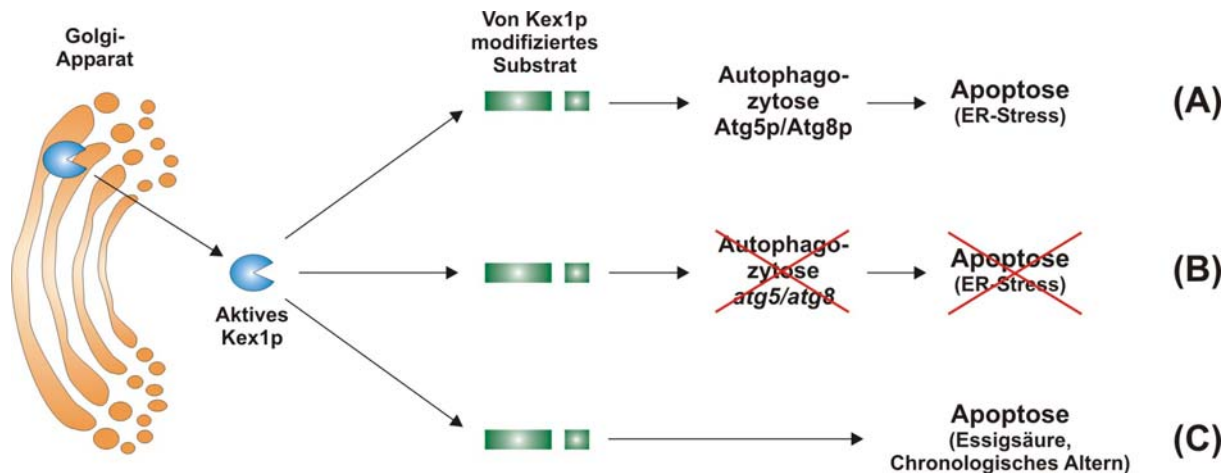 Golgi-
Apparat
Aktives
Kex1p
Von Kex1p
modifiziertes
Substrat
Autophago-
zytose
Atg5p/Atg8p
Apoptose
(ER-Stress)
(A)
Autophago-
zytose
atg5/atg8
Apoptose
(ER-Stress)
(B)
Apoptose
(Essigsäure,
Chronologisches Altern)
(C)